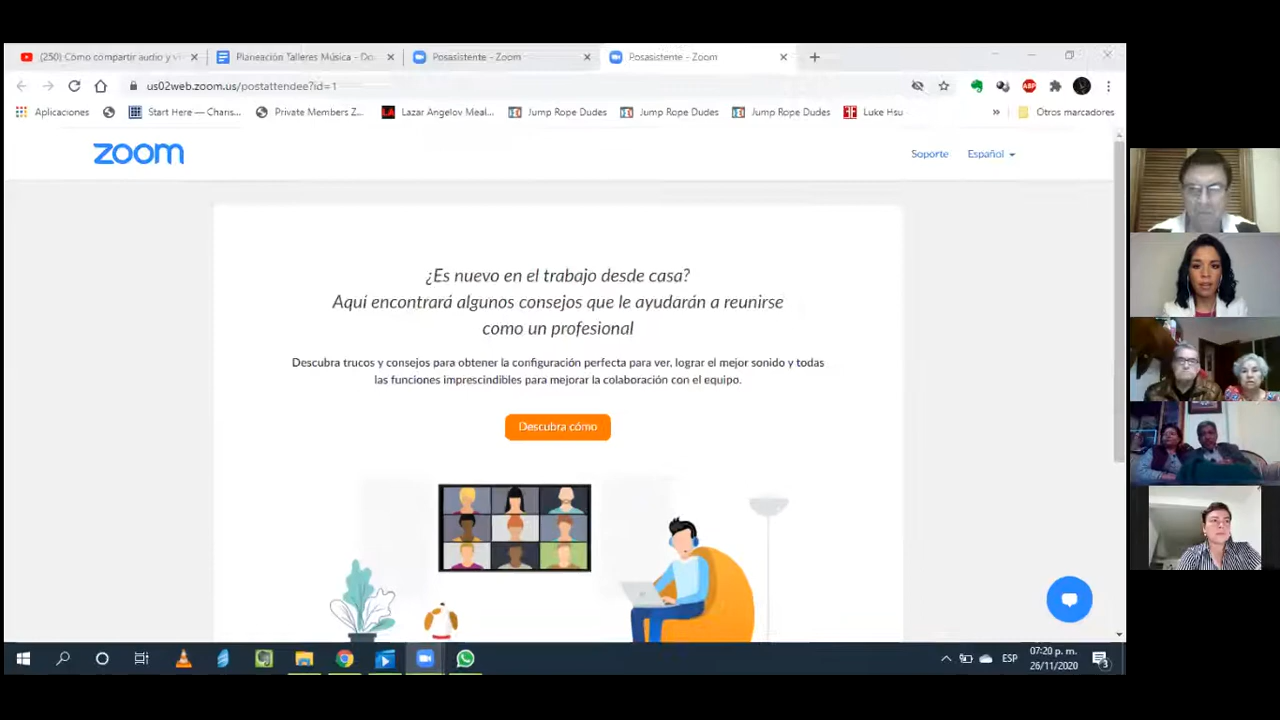 (250) Como compartir audio y vi
Planeación Talleres Música - Do
Posasistente - Zoom
Posasistente - Zoom
us02web.zoom.us/postattendee?id=1
ABP
Aplicaciones
Start Here — Chans...
Private Members Z...
Lazar Angelov Meal...
Jump Rope Dudes
Jump Rope Dudes
Jump Rope Dudes
Luke Hsu
»
Otros marcadores
zoom
Soporte
Español
¿Es nuevo en el trabajo desde casa?
Aquí encontrará algunos consejos que le ayudarán a reunirse
como un profesional
Descubra trucos y consejos para obtener la configuración perfecta para ver, lograr el mejor sonido y todas
las funciones imprescindibles para mejorar la colaboración con el equipo.
Descubra cómo
ESP
07:20 p. m.
26/11/2020
3